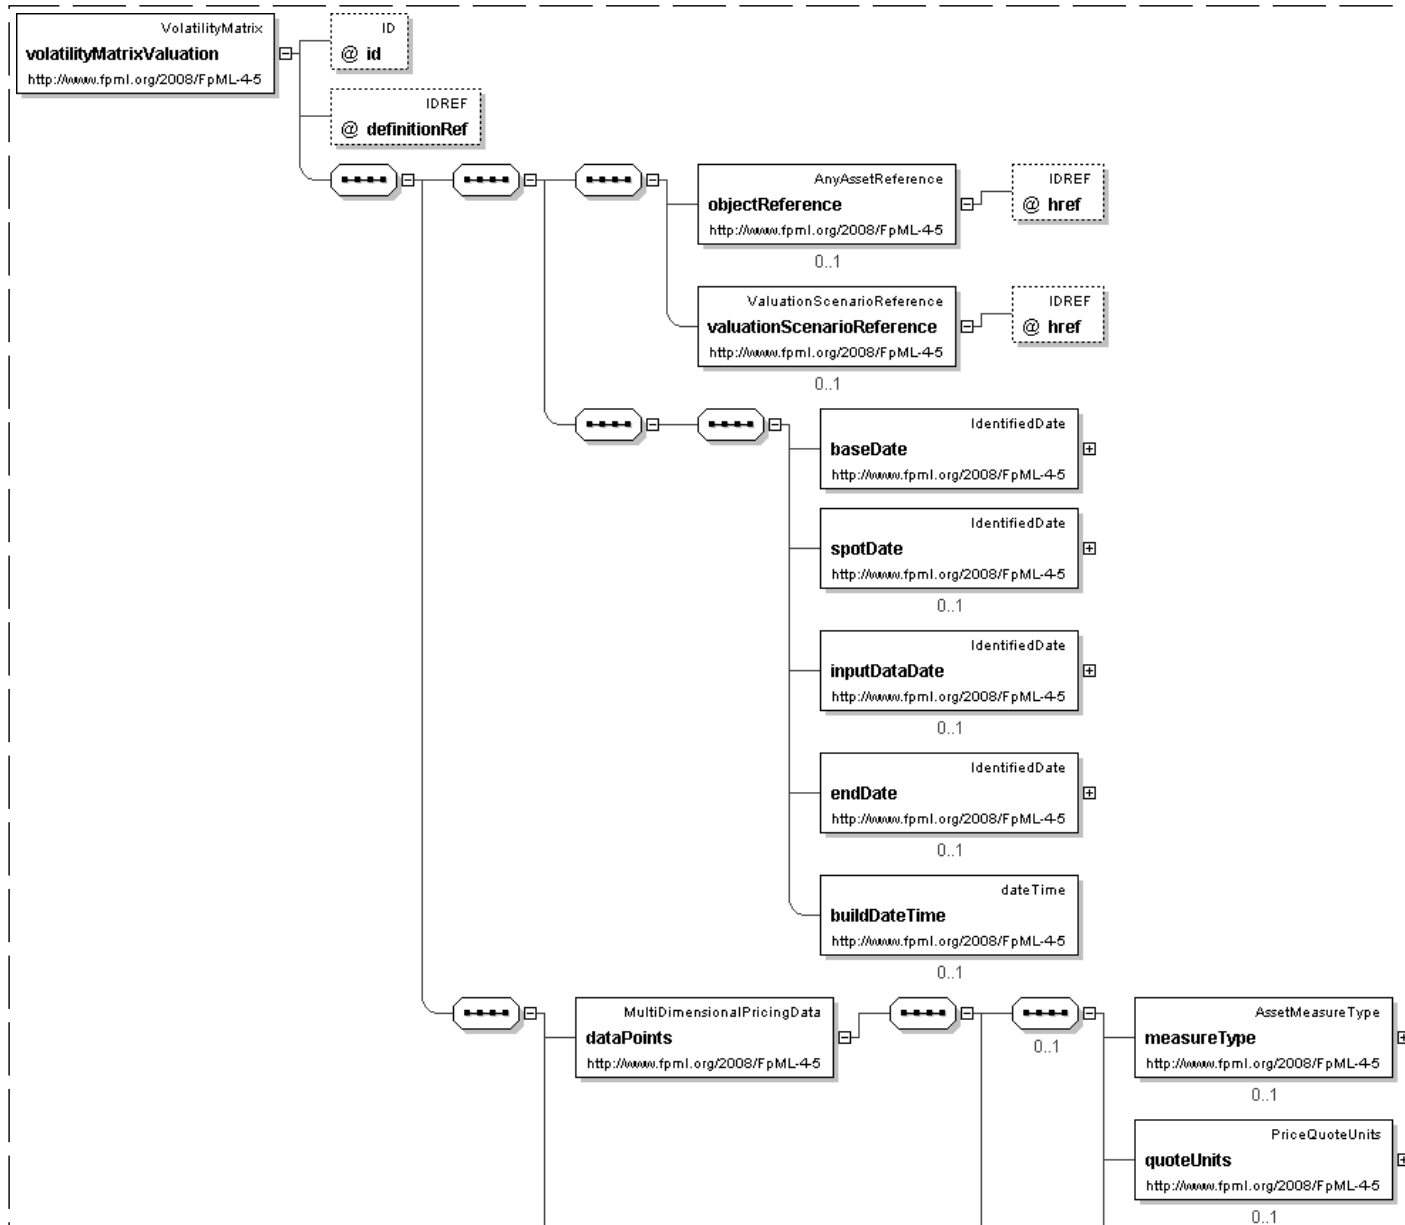 VolatilityMatrix
volatilityMatrixValuation
http://www.fpml.org/2008/FpML-4-5
ID
@ id
IDREF
@ definitionRef
AnyAssetReference
objectReference
http://www.fpml.org/2008/FpML-4-5
0..1
IDREF
@ href
ValuationScenarioReference
valuationScenarioReference
http://www.fpml.org/2008/FpML-4-5
0..1
IDREF
@ href
IdentifiedDate
baseDate
http://www.fpml.org/2008/FpML-4-5
IdentifiedDate
spotDate
http://www.fpml.org/2008/FpML-4-5
0..1
IdentifiedDate
inputDataDate
http://www.fpml.org/2008/FpML-4-5
0..1
IdentifiedDate
endDate
http://www.fpml.org/2008/FpML-4-5
0..1
dateTime
buildDateTime
http://www.fpml.org/2008/FpML-4-5
0..1
MultiDimensionalPricingData
dataPoints
http://www.fpml.org/2008/FpML-4-5
0..1
AssetMeasureType
measureType
http://www.fpml.org/2008/FpML-4-5
0..1
PriceQuoteUnits
quoteUnits
http://www.fpml.org/2008/FpML-4-5
0..1